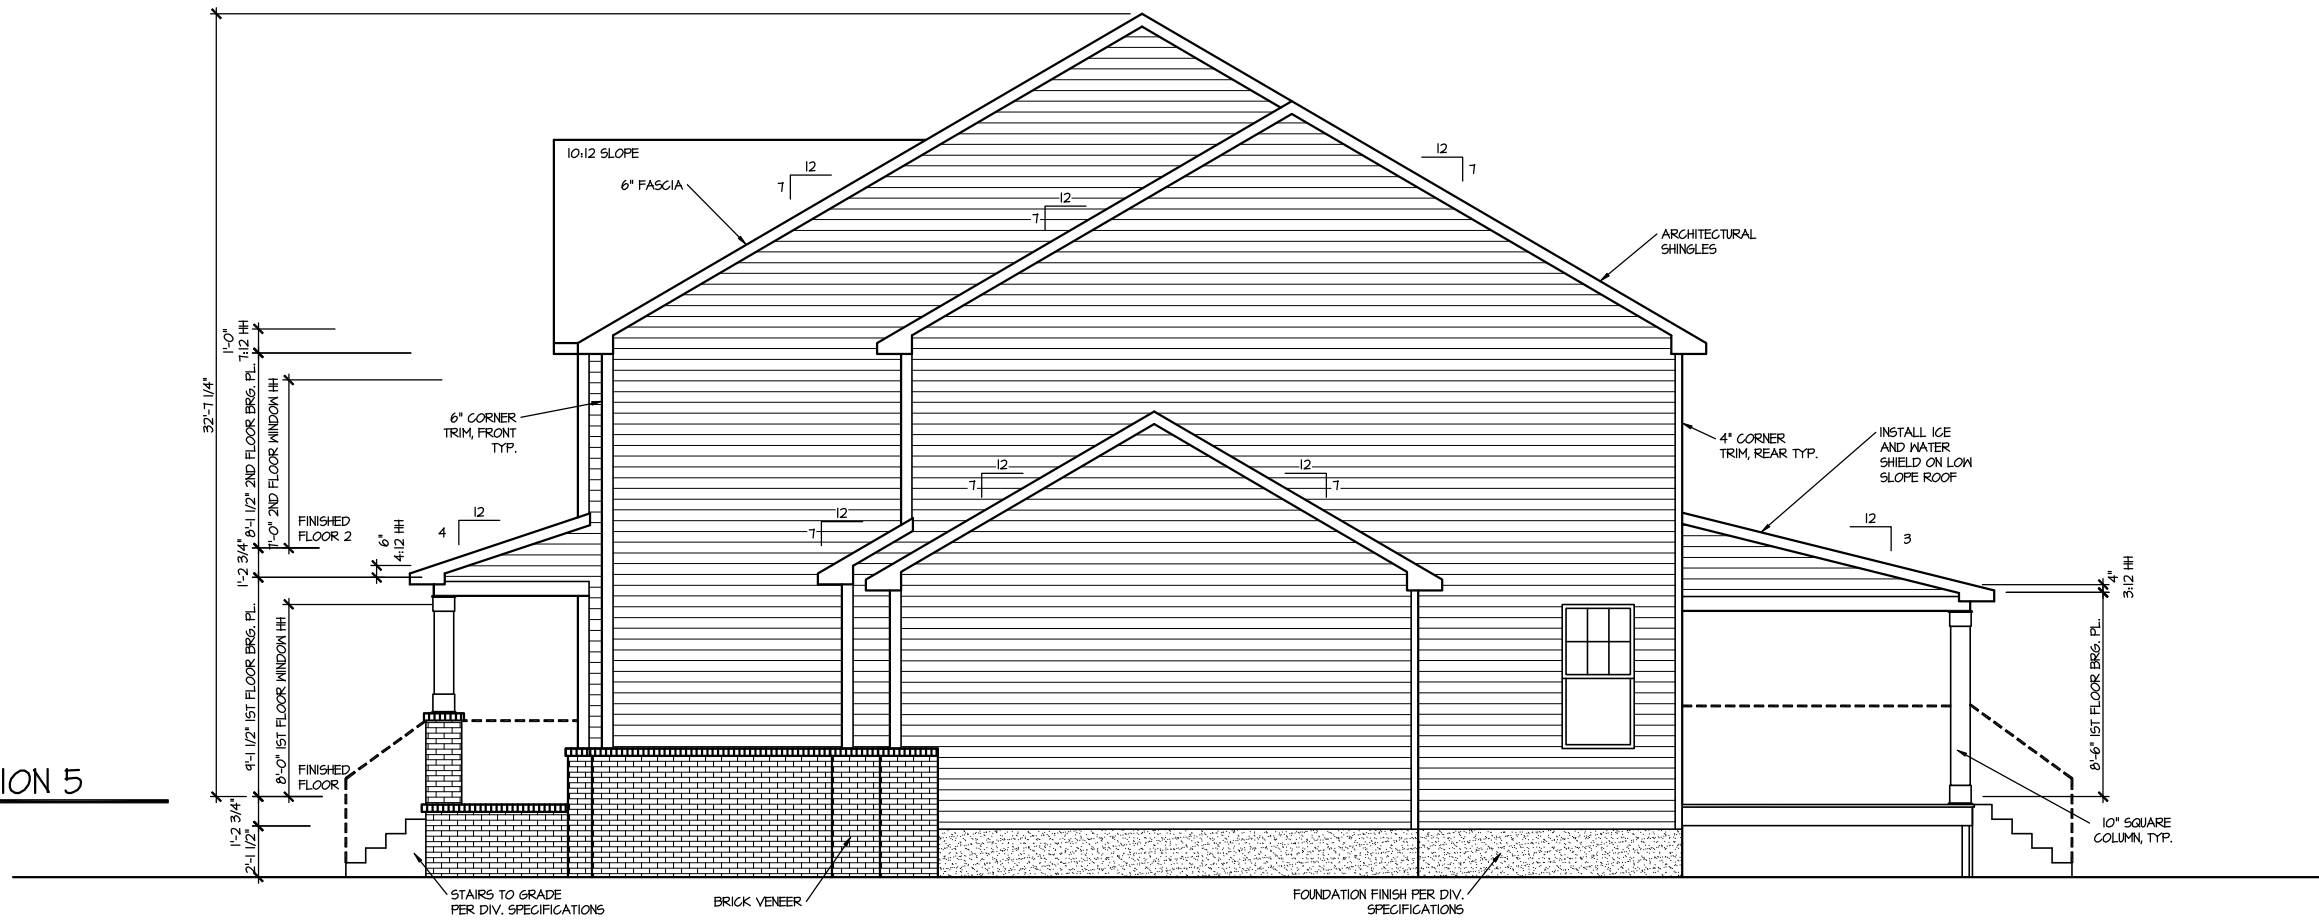 10:12 SLOPE
6" FASCIA
12
7
12
7
12
7
ARCHITECTURAL
SHINGLES
1'-0"
7:12 HH
32'-7 1/4"
8'-1 1/2" 2ND FLOOR BRG. PL.
7'-0" 2ND FLOOR WINDOW HH
6" CORNER
TRIM, FRONT
TYP.
4" CORNER
TRIM, REAR TYP.
INSTALL ICE
AND WATER
SHIELD ON LOW
SLOPE ROOF
12
7
12
7
12
4
12
7
12
3
FINISHED
FLOOR 2
6"
4:12 HH
1'-2 3/4"
4"
3:12 HH
9'-1 1/2" 1ST FLOOR BRG. PL.
8'-0" 1ST FLOOR WINDOW HH
8'-6" 1ST FLOOR BRG. PL.
FINISHED
FLOOR
ION 5
1'-2 3/4"
2'-1 1/2"
10" SQUARE
COLUMN, TYP.
STAIRS TO GRADE
PER DIV. SPECIFICATIONS
BRICK VENEER
FOUNDATION FINISH PER DIV.
SPECIFICATIONS